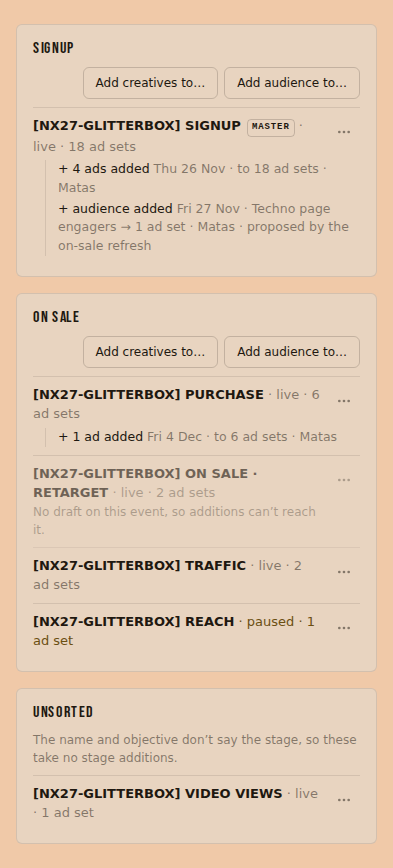 SIGNUP
Add creatives to…
Add audience to…
[NX27-GLITTERBOX] SIGNUP MASTER · …
live · 18 ad sets
+ 4 ads added Thu 26 Nov · to 18 ad sets ·
Matas
+ audience added Fri 27 Nov · Techno page
engagers → 1 ad set · Matas · proposed by the
on-sale refresh
ON SALE
Add creatives to…
Add audience to…
[NX27-GLITTERBOX] PURCHASE · live · 6 …
ad sets
+ 1 ad added Fri 4 Dec · to 6 ad sets · Matas
[NX27-GLITTERBOX] ON SALE · …
RETARGET · live · 2 ad sets
No draft on this event, so additions can’t reach
it.
[NX27-GLITTERBOX] TRAFFIC · live · 2 …
ad sets
[NX27-GLITTERBOX] REACH · paused · 1 …
ad set
UNSORTED
The name and objective don’t say the stage, so these
take no stage additions.
[NX27-GLITTERBOX] VIDEO VIEWS · live …
· 1 ad set